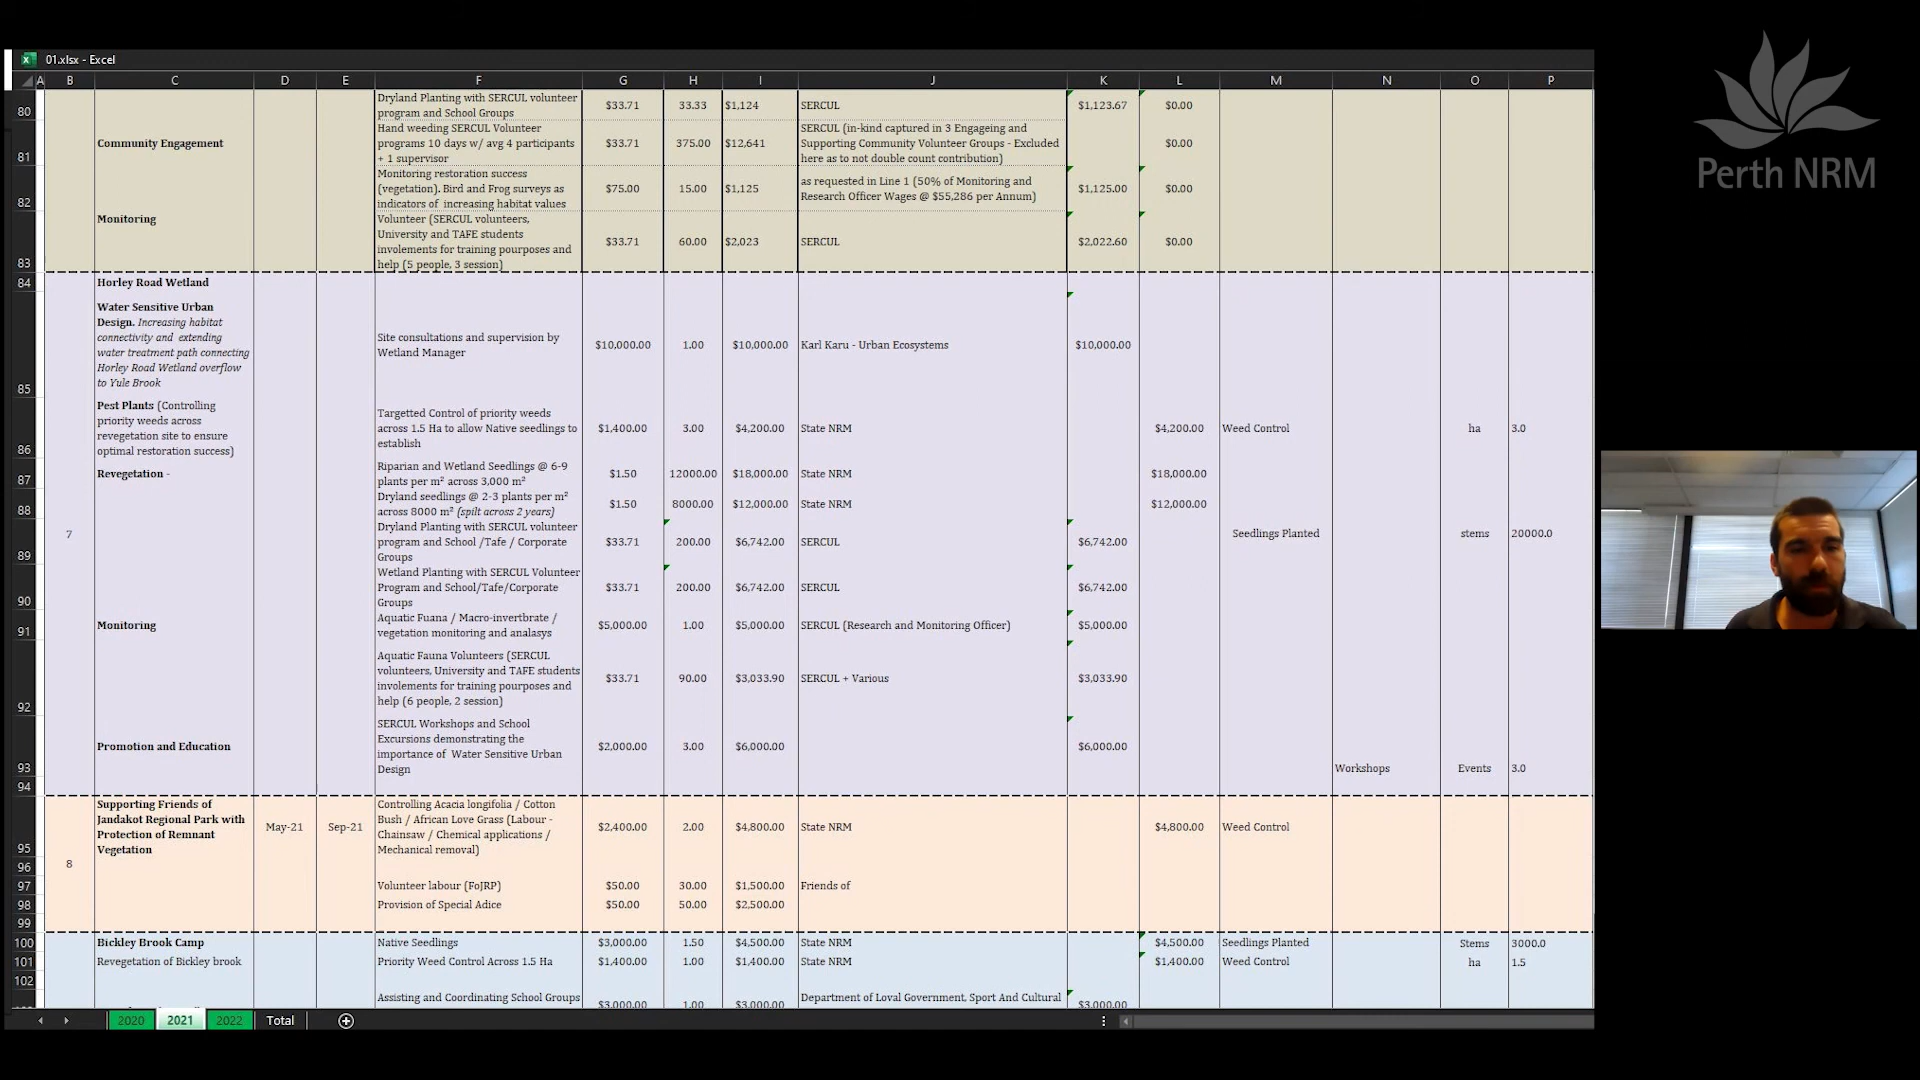 01.xlsx - Excel
A B C D E F G H I J K L M N O P
80 Dryland Planting with SERCUL volunteer $33.71 33.33 $1,124 SERCUL $1,123.67 $0.00
program and School Groups
81 Community Engagement Hand weeding SERCUL Volunteer $33.71 375.00 $12,641 SERCUL (in-kind captured in 3 Engageing and $0.00
programs 10 days w/ avg 4 participants Supporting Community Volunteer Groups - Excluded
+ 1 supervisor here as to not double count contribution)
82 Monitoring restoration success $75.00 15.00 $1,125 as requested in Line 1 (50% of Monitoring and $1,125.00 $0.00
(vegetation). Bird and Frog surveys as Research Officer Wages @ $55,286 per Annum)
indicators of increasing habitat values
83 Monitoring Volunteer (SERCUL volunteers, $33.71 60.00 $2,023 SERCUL $2,022.60 $0.00
University and TAFE students
involements for training pourposes and
help (5 people, 3 session)
84 Horley Road Wetland
85 Water Sensitive Urban Site consultations and supervision by $10,000.00 1.00 $10,000.00 Karl Karu - Urban Ecosystems $10,000.00
Design. Increasing habitat Wetland Manager
connectivity and extending
water treatment path connecting
Horley Road Wetland overflow
to Yule Brook
86 Pest Plants (Controlling Targetted Control of priority weeds $1,400.00 3.00 $4,200.00 State NRM $4,200.00 Weed Control ha 3.0
priority weeds across across 1.5 Ha to allow Native seedlings to
revegetation site to ensure establish
optimal restoration success)
87 Revegetation - Riparian and Wetland Seedlings @ 6-9 $1.50 12000.00 $18,000.00 State NRM $18,000.00
plants per m² across 3,000 m²
88 Dryland seedlings @ 2-3 plants per m² $1.50 8000.00 $12,000.00 State NRM $12,000.00
across 8000 m² (spilt across 2 years)
7 Seedlings Planted stems 20000.0
89 Dryland Planting with SERCUL volunteer $33.71 200.00 $6,742.00 SERCUL $6,742.00
program and School /Tafe / Corporate
Groups
90 Wetland Planting with SERCUL Volunteer $33.71 200.00 $6,742.00 SERCUL $6,742.00
Program and School/Tafe/Corporate
Groups
91 Monitoring Aquatic Fuana / Macro-invertbrate / $5,000.00 1.00 $5,000.00 SERCUL (Research and Monitoring Officer) $5,000.00
vegetation monitoring and analasys
92 Aquatic Fauna Volunteers (SERCUL $33.71 90.00 $3,033.90 SERCUL + Various $3,033.90
volunteers, University and TAFE students
involements for training pourposes and
help (6 people, 2 session)
93 Promotion and Education SERCUL Workshops and School $2,000.00 3.00 $6,000.00 $6,000.00 Workshops Events 3.0
Excursions demonstrating the
importance of Water Sensitive Urban
Design
94
95 Supporting Friends of May-21 Sep-21 Controlling Acacia longifolia / Cotton $2,400.00 2.00 $4,800.00 State NRM $4,800.00 Weed Control
Jandakot Regional Park with Bush / African Love Grass (Labour -
Protection of Remnant Chainsaw / Chemical applications /
Vegetation Mechanical removal)
96 8
97 Volunteer labour (FoJRP) $50.00 30.00 $1,500.00 Friends of
98 Provision of Special Adice $50.00 50.00 $2,500.00
99
100 Bickley Brook Camp Native Seedlings $3,000.00 1.50 $4,500.00 State NRM $4,500.00 Seedlings Planted Stems 3000.0
101 Revegetation of Bickley brook Priority Weed Control Across 1.5 Ha $1,400.00 1.00 $1,400.00 State NRM $1,400.00 Weed Control ha 1.5
102
Assisting and Coordinating School Groups $3,000.00 1.00 $3,000.00 Department of Loval Government, Sport And Cultural $3,000.00
2020 2021 2022 Total
Perth NRM